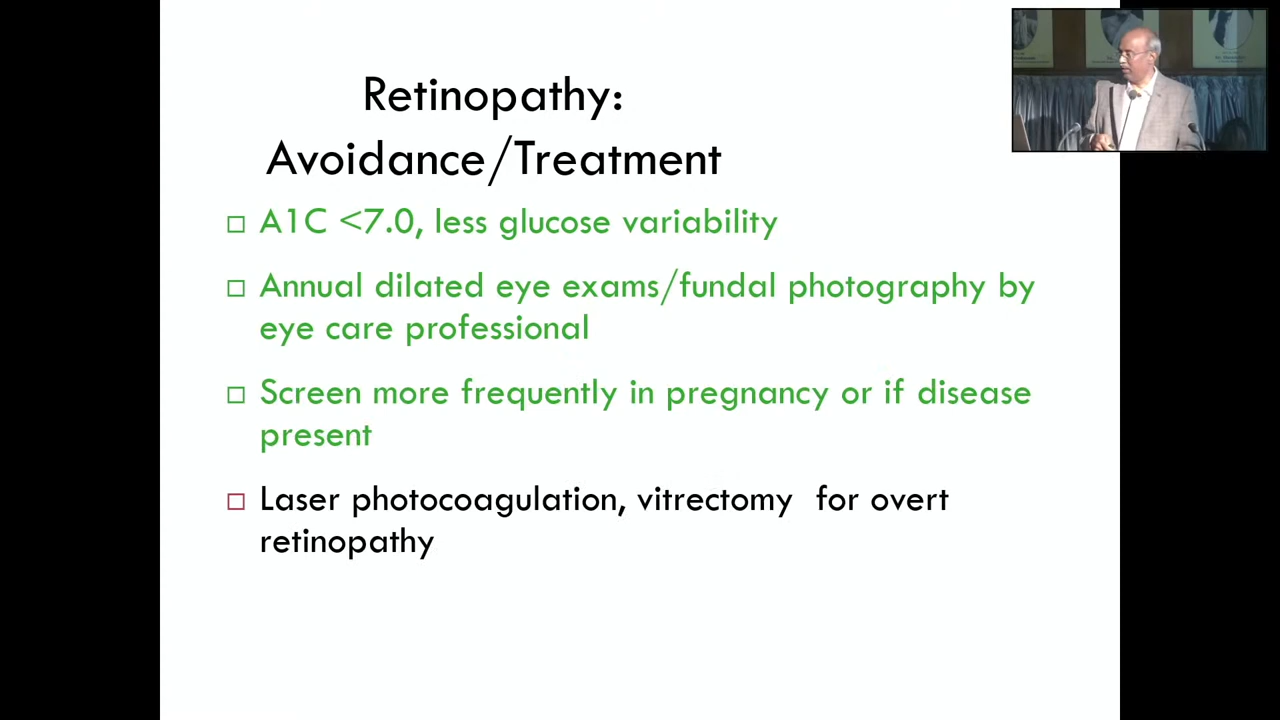 Retinopathy:
Avoidance/Treatment
A1C <7.0, less glucose variability
Annual dilated eye exams/fundal photography by
eye care professional
Screen more frequently in pregnancy or if disease
present
Laser photocoagulation, vitrectomy for overt
retinopathy